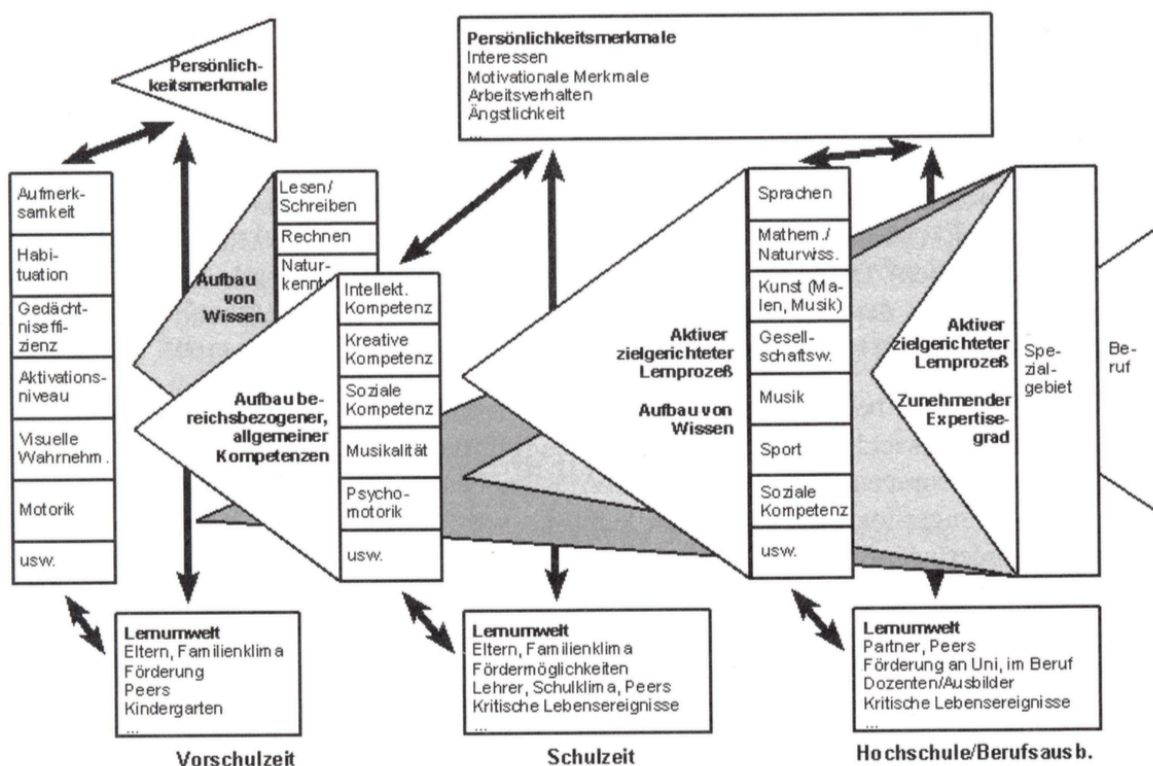 Persönlich-
keitsmerkmale
Persönlichkeitsmerkmale
Interessen
Motivationale Merkmale
Arbeitsverhalten
Ängstlichkeit
...
Aufmerk-
samkeit
Habi-
tuation
Gedächt-
niseffi-
zienz
Aktivations-
niveau
Visuelle
Wahrnehm.
Motorik
usw.
Lesen/
Schreiben
Rechnen
Natur-
kennt
Aufbau
von
Wissen
Aufbau be-
reichsbezogener,
allgemeiner
Kompetenzen
Intellekt.
Kompetenz
Kreative
Kompetenz
Soziale
Kompetenz
Musikalität
Psycho-
motorik
usw.
Aktiver
zielgerichteter
Lernprozeß
Aufbau von
Wissen
Sprachen
Mathem./
Naturwiss.
Kunst (Ma-
len, Musik)
Gesell-
schaftsw.
Musik
Sport
Soziale
Kompetenz
usw.
Aktiver
zielgerichteter
Lernprozeß
Zunehmender
Expertise-
grad
Spe-
zial-
gebiet
Be-
ruf
Lernumwelt
Eltern, Familienklima
Förderung
Peers
Kindergarten
...
Lernumwelt
Eltern, Familienklima
Fördermöglichkeiten
Lehrer, Schulklima, Peers
Kritische Lebensereignisse
...
Lernumwelt
Partner, Peers
Förderung an Uni, im Beruf
Dozenten/Ausbilder
Kritische Lebensereignisse
...
Vorschulzeit
Schulzeit
Hochschule/Berufsausb.